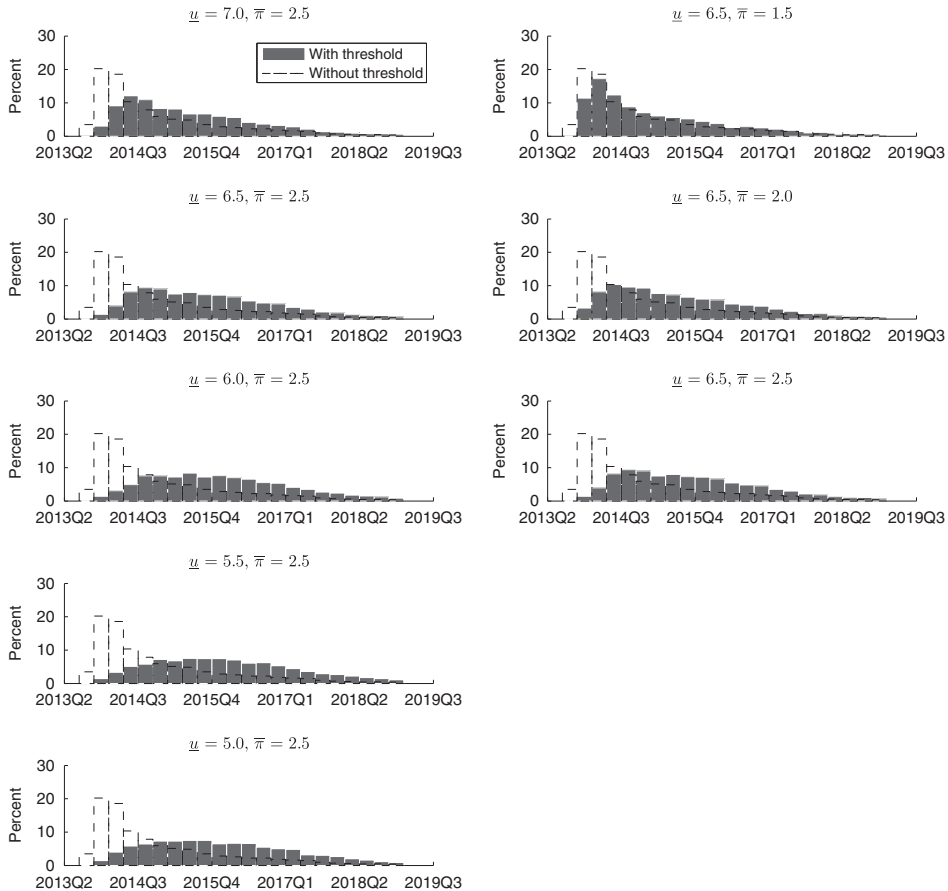 u = 7.0, π = 2.5
30
20
10
0
Percent
With threshold
Without threshold
2013Q2 2014Q3 2015Q4 2017Q1 2018Q2 2019Q3
u = 6.5, π = 1.5
30
20
10
0
Percent
2013Q2 2014Q3 2015Q4 2017Q1 2018Q2 2019Q3
u = 6.5, π = 2.5
30
20
10
0
Percent
2013Q2 2014Q3 2015Q4 2017Q1 2018Q2 2019Q3
u = 6.5, π = 2.0
30
20
10
0
Percent
2013Q2 2014Q3 2015Q4 2017Q1 2018Q2 2019Q3
u = 6.0, π = 2.5
30
20
10
0
Percent
2013Q2 2014Q3 2015Q4 2017Q1 2018Q2 2019Q3
u = 6.5, π = 2.5
30
20
10
0
Percent
2013Q2 2014Q3 2015Q4 2017Q1 2018Q2 2019Q3
u = 5.5, π = 2.5
30
20
10
0
Percent
2013Q2 2014Q3 2015Q4 2017Q1 2018Q2 2019Q3
u = 5.0, π = 2.5
30
20
10
0
Percent
2013Q2 2014Q3 2015Q4 2017Q1 2018Q2 2019Q3